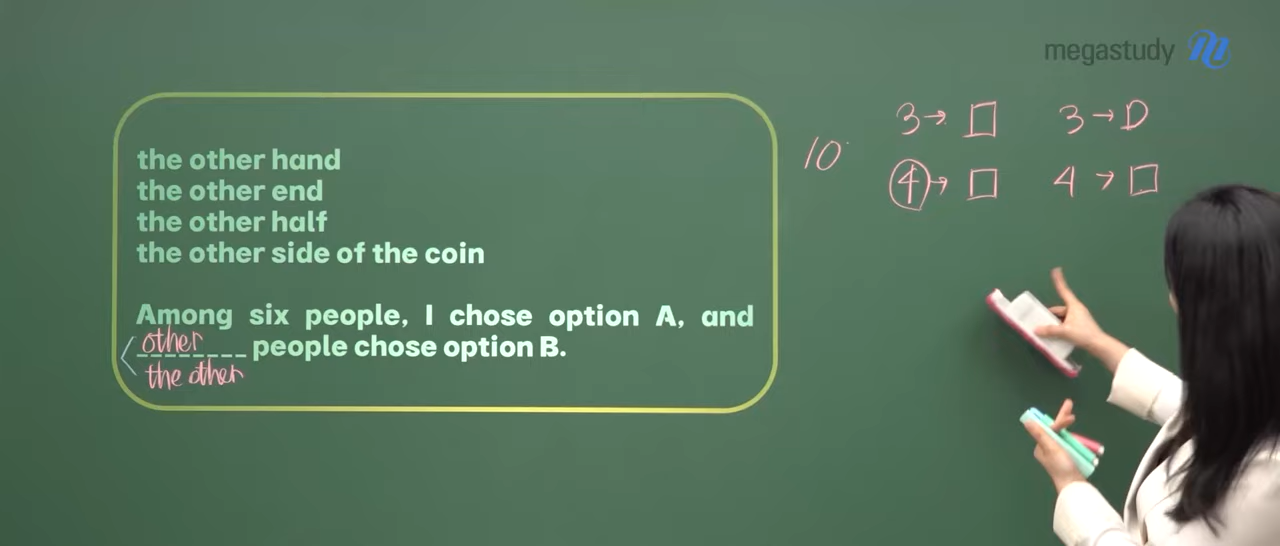 megastudy
the other hand
the other end
the other half
the other side of the coin
Among six people, I chose option A, and
other
________ people chose option B.
the other
10
3→□ 3→D
4→□ 4→□